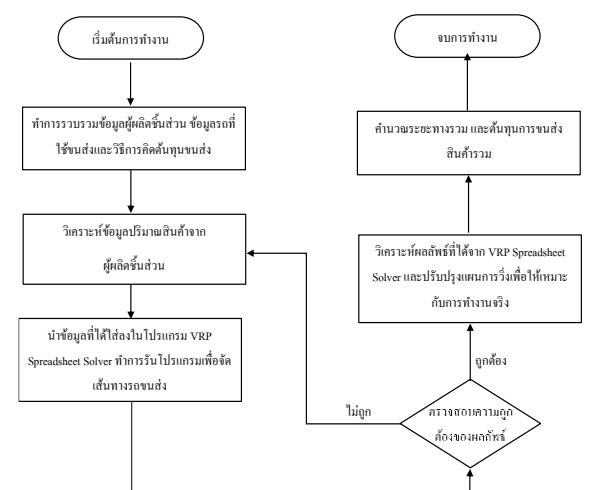 เริ่มต้นการทำงาน
ทำการรวบรวมข้อมูลผู้ผลิตชิ้นส่วน ข้อมูลรถที่
ใช้ขนส่งและวิธีการคิดต้นทุนขนส่ง
วิเคราะห์ข้อมูลปริมาณสินค้าจาก
ผู้ผลิตชิ้นส่วน
นำข้อมูลที่ได้ใส่ลงในโปรแกรม VRP
Spreadsheet Solver ทำการรันโปรแกรมเพื่อจัด
เส้นทางรถขนส่ง
จบการทำงาน
คำนวณระยะทางรวม และต้นทุนการขนส่ง
สินค้ารวม
วิเคราะห์ผลลัพธ์ที่ได้จาก VRP Spreadsheet
Solver และปรับปรุงแผนการวิ่งเพื่อให้เหมาะ
กับการทำงานจริง
ถูกต้อง
ไม่ถูก
ตรวจสอบความถูก
ต้องของผลลัพธ์